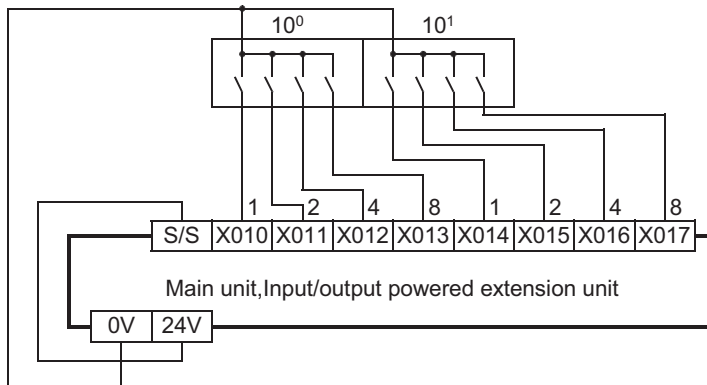 10⁰ 10¹
1 2 4 8 1 2 4 8
S/S X010 X011 X012 X013 X014 X015 X016 X017
Main unit,Input/output powered extension unit
0V 24V